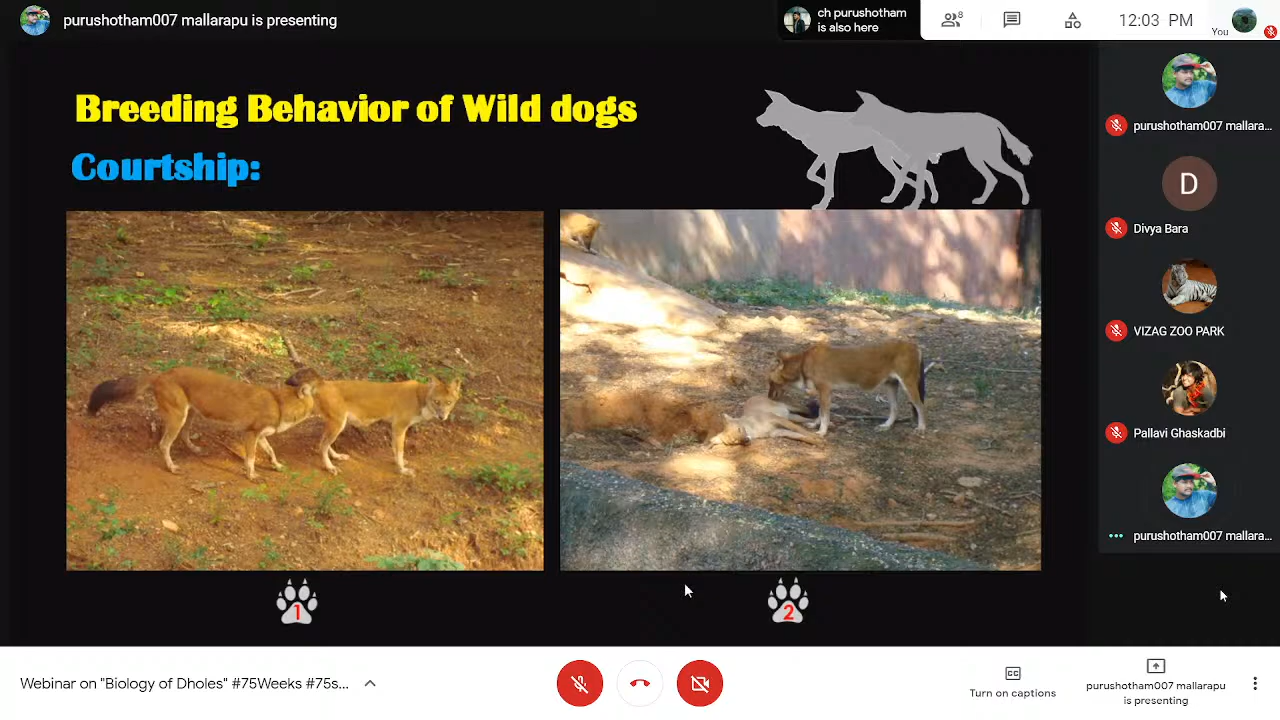 purushotham007 mallarapu is presenting
ch purushotham
is also here
8
12:03 PM
You
Breeding Behavior of Wild dogs
Courtship:
1
2
purushotham007 mallara...
D
Divya Bara
VIZAG ZOO PARK
Pallavi Ghaskadbi
purushotham007 mallara...
Webinar on "Biology of Dholes" #75Weeks #75s...
CC
Turn on captions
purushotham007 mallarapu
is presenting